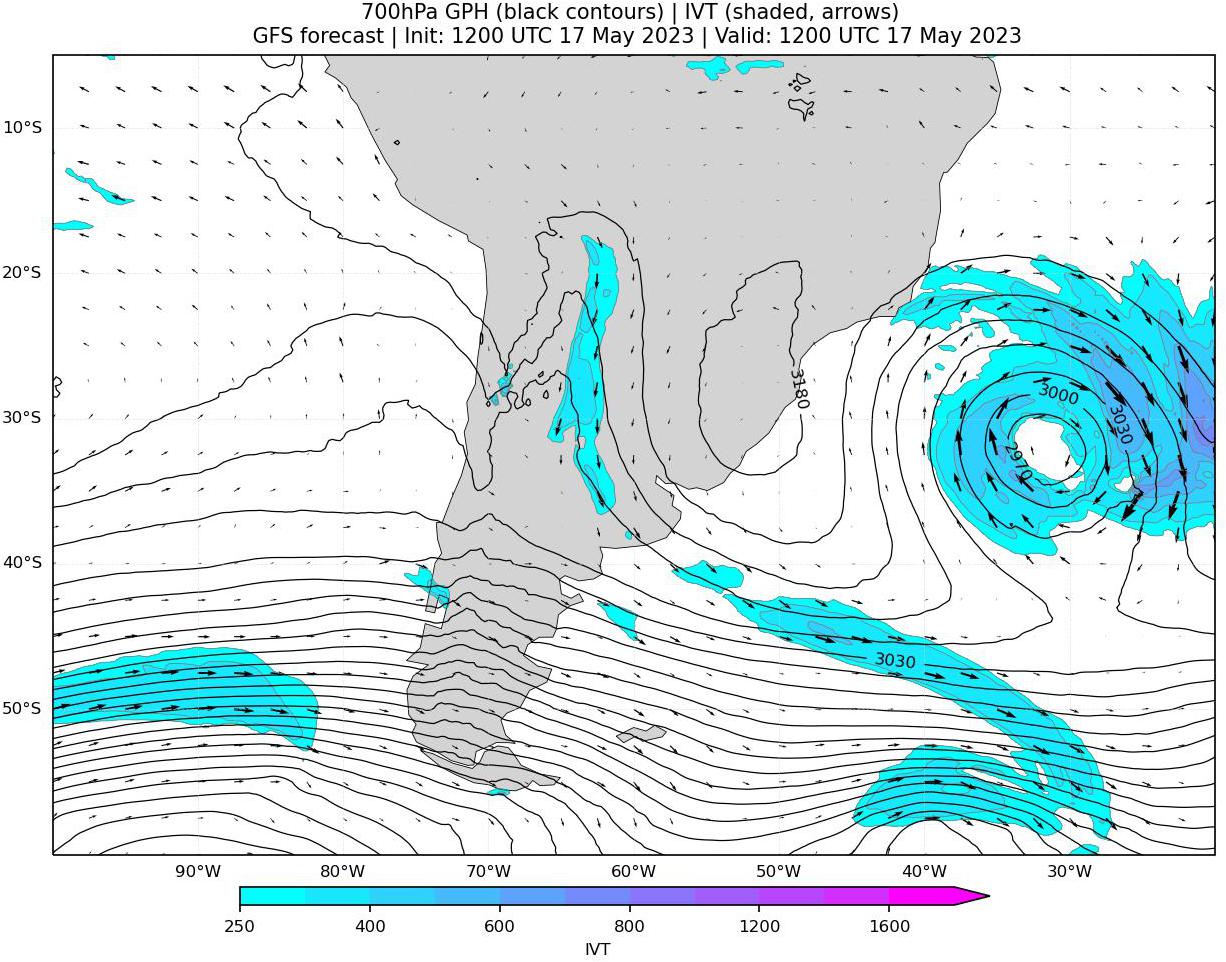 700hPa GPH (black contours) | IVT (shaded, arrows)
GFS forecast | Init: 1200 UTC 17 May 2023 | Valid: 1200 UTC 17 May 2023
10°S
20°S
30°S
40°S
50°S
3180
3000
3030
2970
3030
90°W 80°W 70°W 60°W 50°W 40°W 30°W
250 400 600 800 1200 1600
IVT